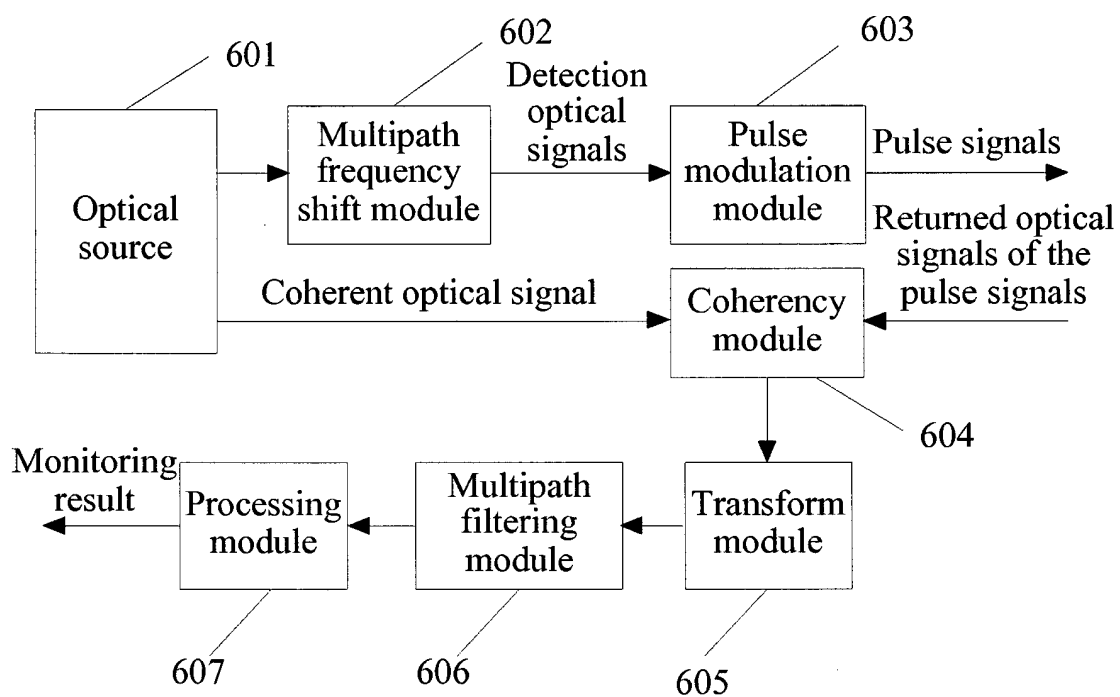 601
602
603
Optical
source
Multipath
frequency
shift module
Detection
optical
signals
Pulse
modulation
module
Pulse signals
Returned optical
signals of the
pulse signals
Coherent optical signal
Coherency
module
604
Monitoring
result
Processing
module
Multipath
filtering
module
Transform
module
607
606
605